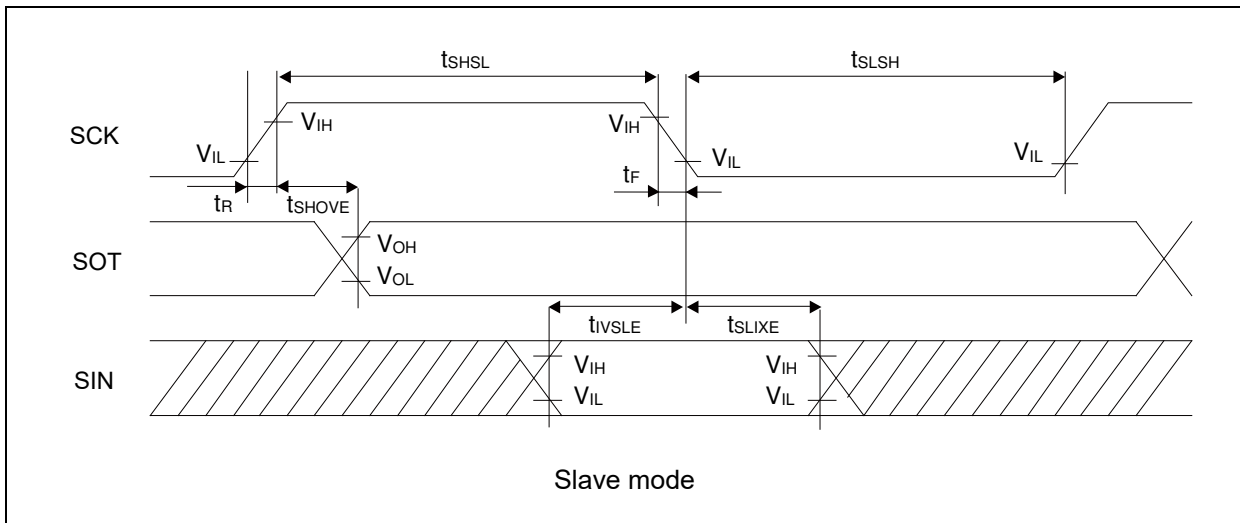 tSHSL
tSLSH
SCK
VIH
VIH
VIL
VIL
VIL
tF
tR
tSHOVE
SOT
VOH
VOL
tIVSLE
tSLIXE
SIN
VIH
VIH
VIL
VIL
Slave mode